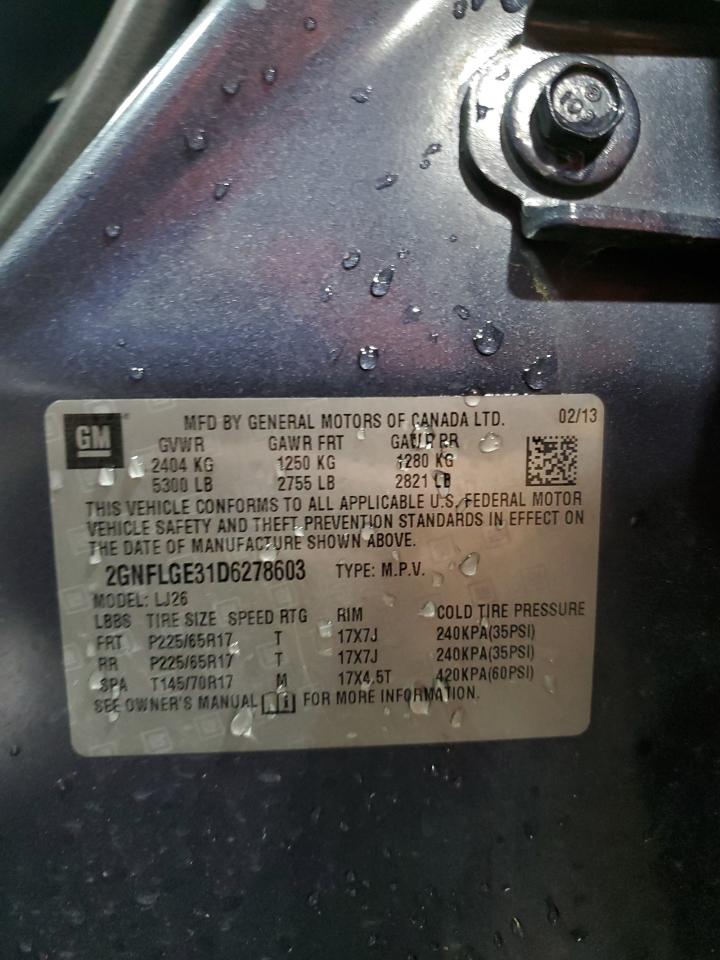 GM
MFD BY GENERAL MOTORS OF CANADA LTD. 02/13
GVWR GAWR FRT GAWR RR
2404 KG 1250 KG 1280 KG
5300 LB 2755 LB 2821 LB
THIS VEHICLE CONFORMS TO ALL APPLICABLE U.S. FEDERAL MOTOR
VEHICLE SAFETY AND THEFT PREVENTION STANDARDS IN EFFECT ON
THE DATE OF MANUFACTURE SHOWN ABOVE.
2GNFLGE31D6278603 TYPE: M.P.V.
MODEL: LJ26
LBBS TIRE SIZE SPEED RTG RIM COLD TIRE PRESSURE
FRT P225/65R17 T 17X7J 240KPA(35PSI)
RR P225/65R17 T 17X7J 240KPA(35PSI)
SPA T145/70R17 M 17X4.5T 420KPA(60PSI)
SEE OWNER'S MANUAL FOR MORE INFORMATION.